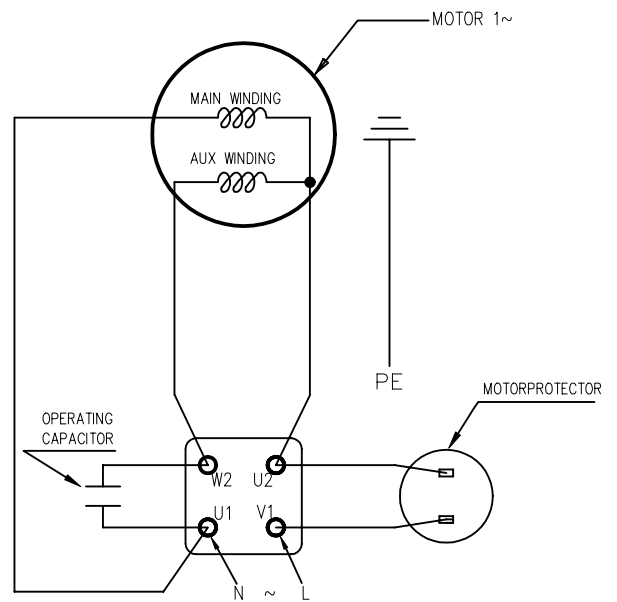 MOTOR 1~
MAIN WINDING
AUX WINDING
PE
MOTORPROTECTOR
OPERATING
CAPACITOR
W2 U2
U1 V1
N ~ L